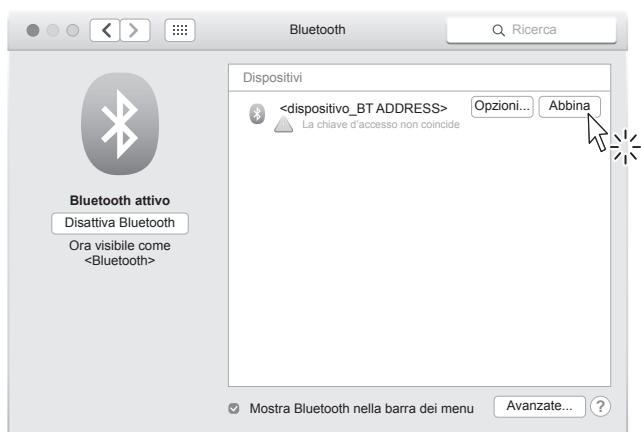 Bluetooth
Ricerca
Dispositivi
<dispositivo_BT ADDRESS>
La chiave d'accesso non coincide
Opzioni...
Abbina
Bluetooth attivo
Disattiva Bluetooth
Ora visibile come
<Bluetooth>
Mostra Bluetooth nella barra dei menu
Avanzate...
?